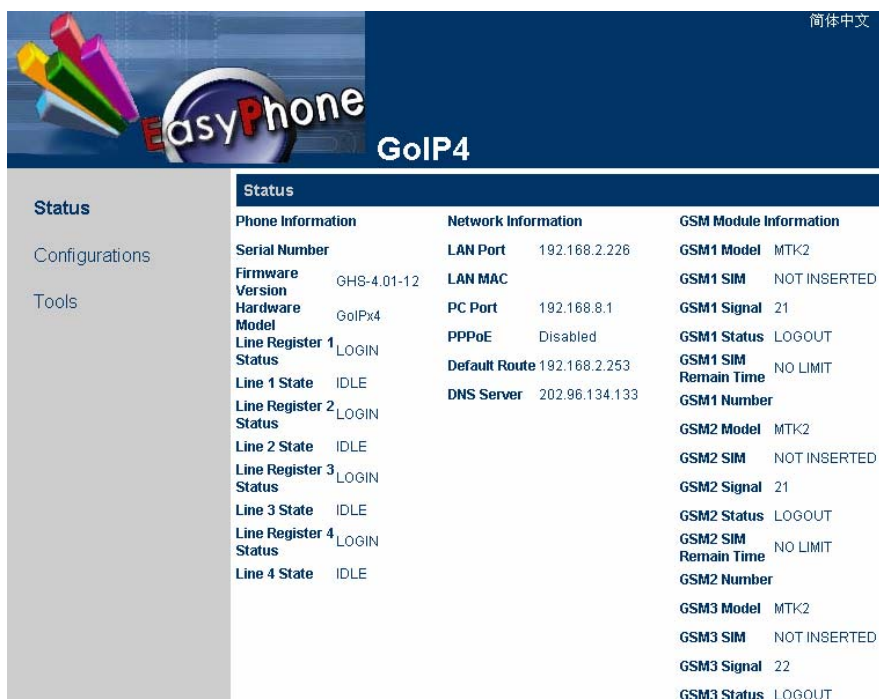 简体中文
EasyPhone
GoIP4
Status
Configurations
Tools
Status
Phone Information
Serial Number
Firmware Version GHS-4.01-12
Hardware Model GoIPx4
Line Register 1 Status LOGIN
Line 1 State IDLE
Line Register 2 Status LOGIN
Line 2 State IDLE
Line Register 3 Status LOGIN
Line 3 State IDLE
Line Register 4 Status LOGIN
Line 4 State IDLE
Network Information
LAN Port 192.168.2.226
LAN MAC
PC Port 192.168.8.1
PPPoE Disabled
Default Route 192.168.2.253
DNS Server 202.96.134.133
GSM Module Information
GSM1 Model MTK2
GSM1 SIM NOT INSERTED
GSM1 Signal 21
GSM1 Status LOGOUT
GSM1 SIM Remain Time NO LIMIT
GSM1 Number
GSM2 Model MTK2
GSM2 SIM NOT INSERTED
GSM2 Signal 21
GSM2 Status LOGOUT
GSM2 SIM Remain Time NO LIMIT
GSM2 Number
GSM3 Model MTK2
GSM3 SIM NOT INSERTED
GSM3 Signal 22
GSM3 Status LOGOUT